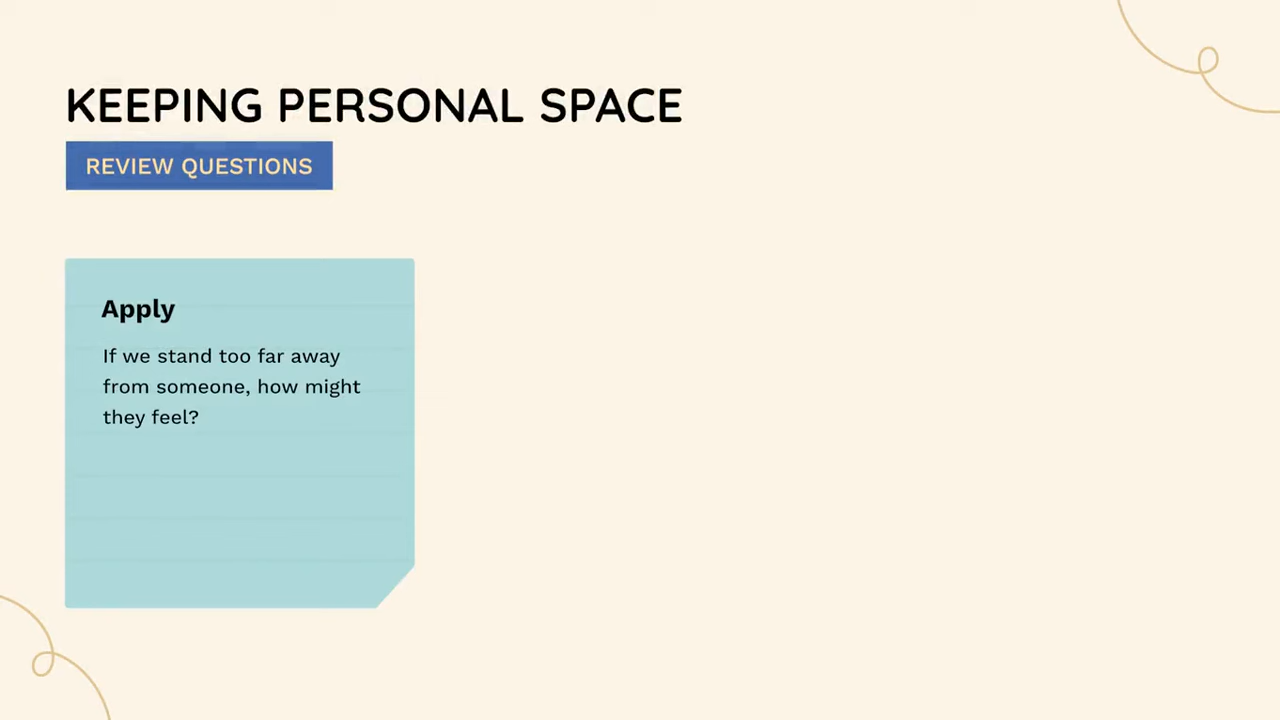 KEEPING PERSONAL SPACE
REVIEW QUESTIONS
Apply
If we stand too far away
from someone, how might
they feel?